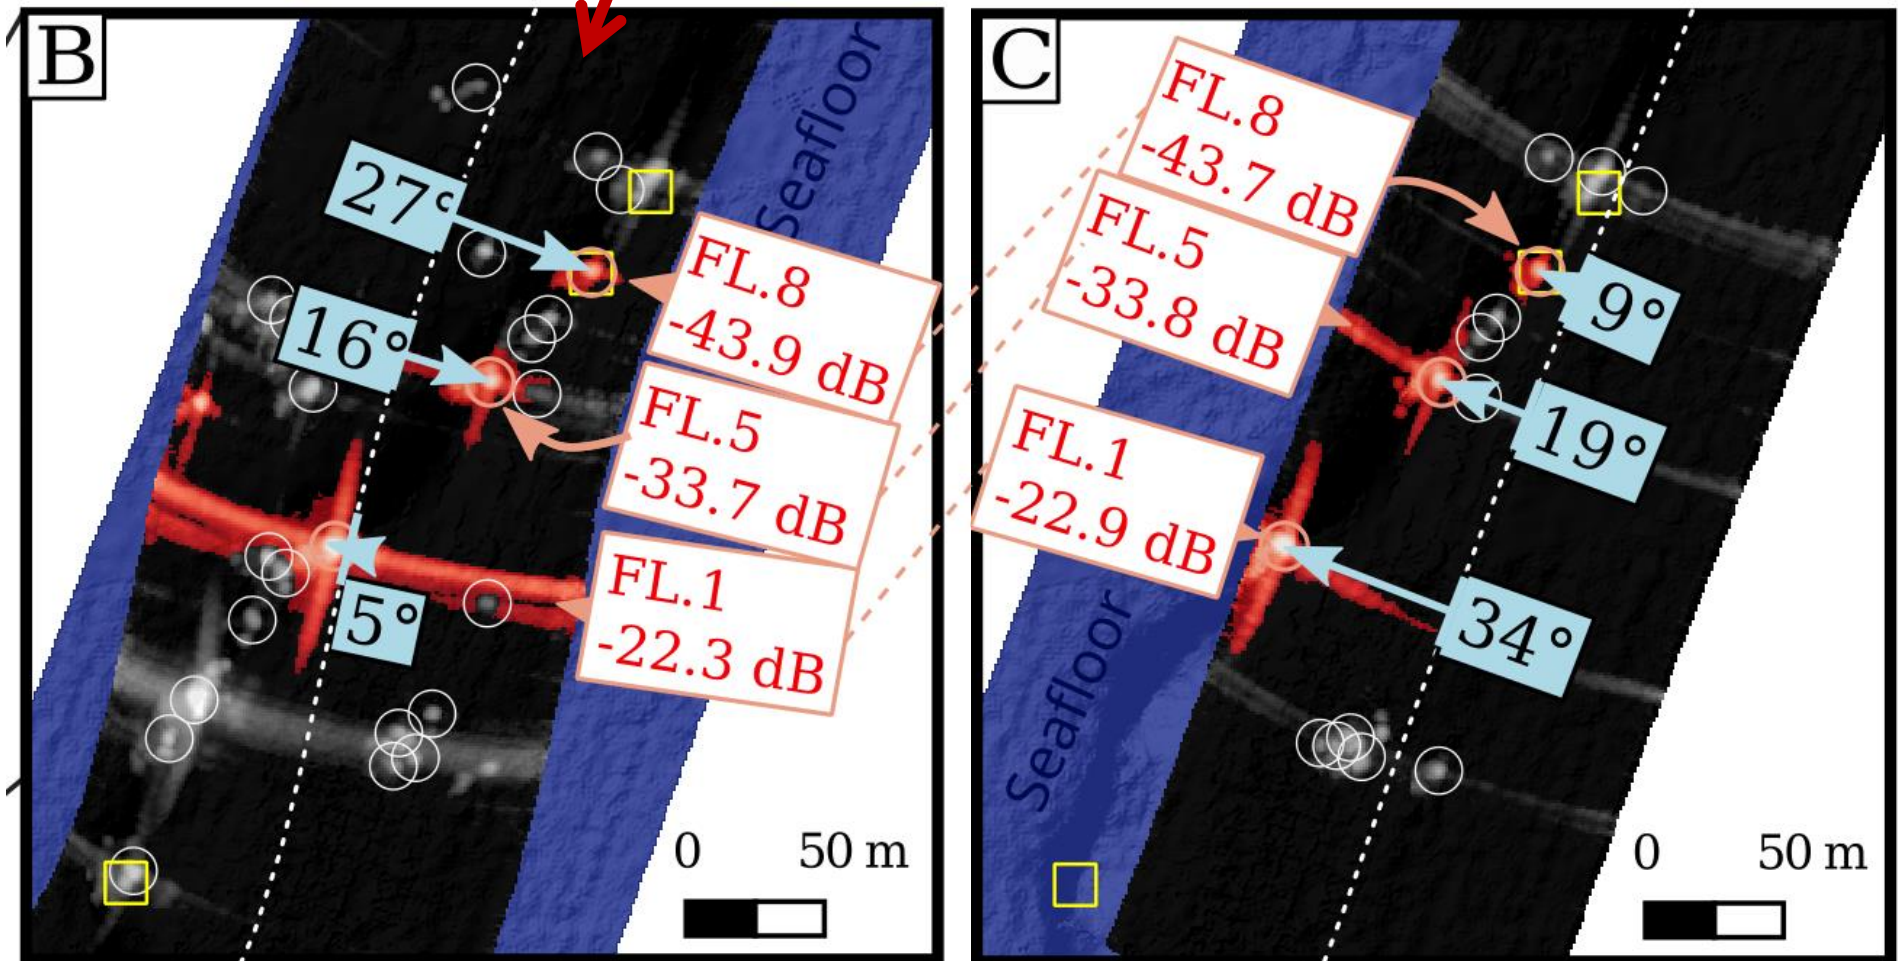 B
Seafloor
27°
FL.8
-43.9 dB
16°
FL.5
-33.7 dB
FL.1
-22.3 dB
5°
0 50 m
C
FL.8
-43.7 dB
FL.5
-33.8 dB
9°
FL.1
-22.9 dB
19°
34°
Seafloor
0 50 m